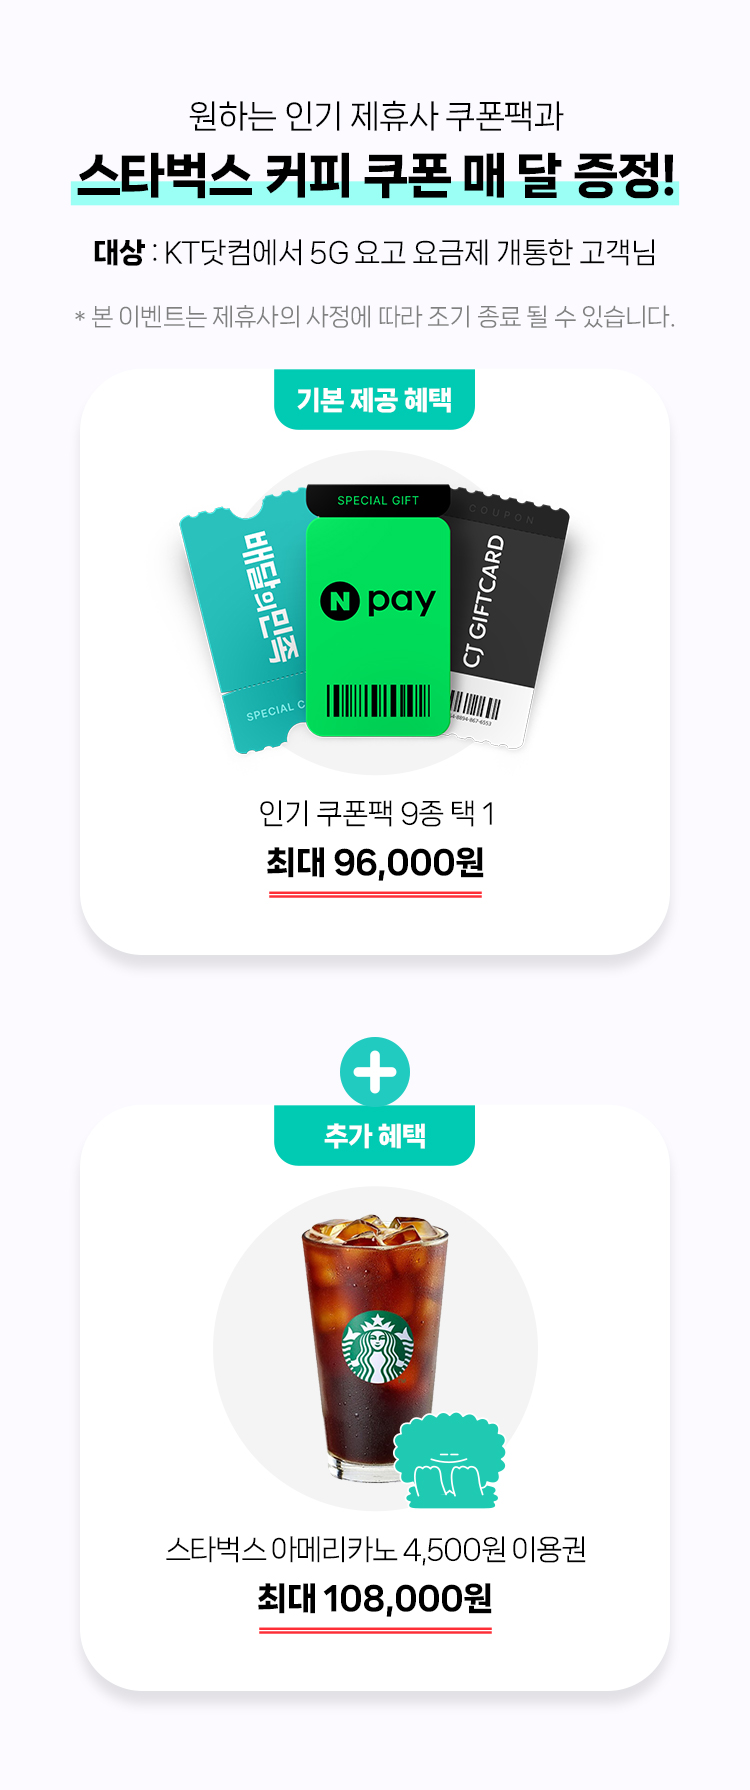 원하는 인기 제휴사 쿠폰팩과
스타벅스 커피 쿠폰 매 달 증정!
대상 : KT닷컴에서 5G 요고 요금제 개통한 고객님
* 본 이벤트는 제휴사의 사정에 따라 조기 종료 될 수 있습니다.
기본 제공 혜택
배달의민족
SPECIAL C
SPECIAL GIFT
N pay
COUPON
CJ GIFTCARD
인기 쿠폰팩 9종 택 1
최대 96,000원
추가 혜택
스타벅스 아메리카노 4,500원 이용권
최대 108,000원